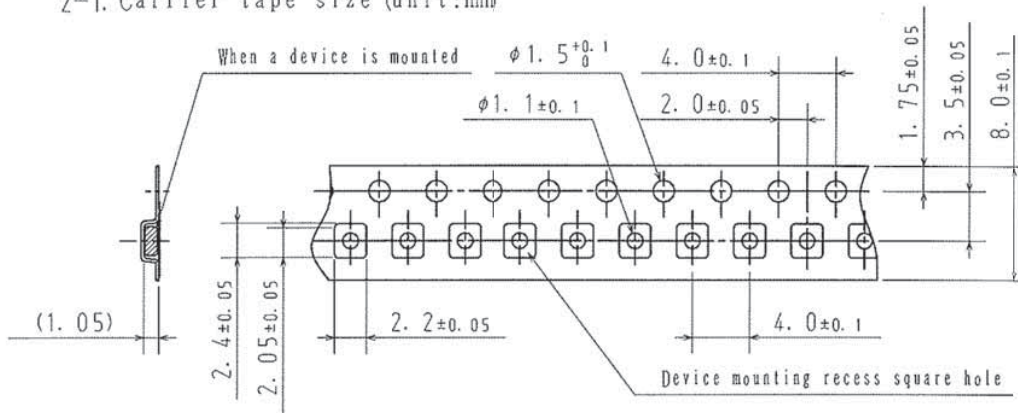 2-1. Carrier tape size (unit:mm
When a device is mounted
φ1. 5+0. 1 0
4. 0±0. 1
φ1. 1±0. 1
2. 0±0. 05
1. 75±0. 05
3. 5±0. 05
8. 0±0. 1
(1. 05)
2. 4±0. 05
2. 05±0. 05
2. 2±0. 05
4. 0±0. 1
Device mounting recess square hole